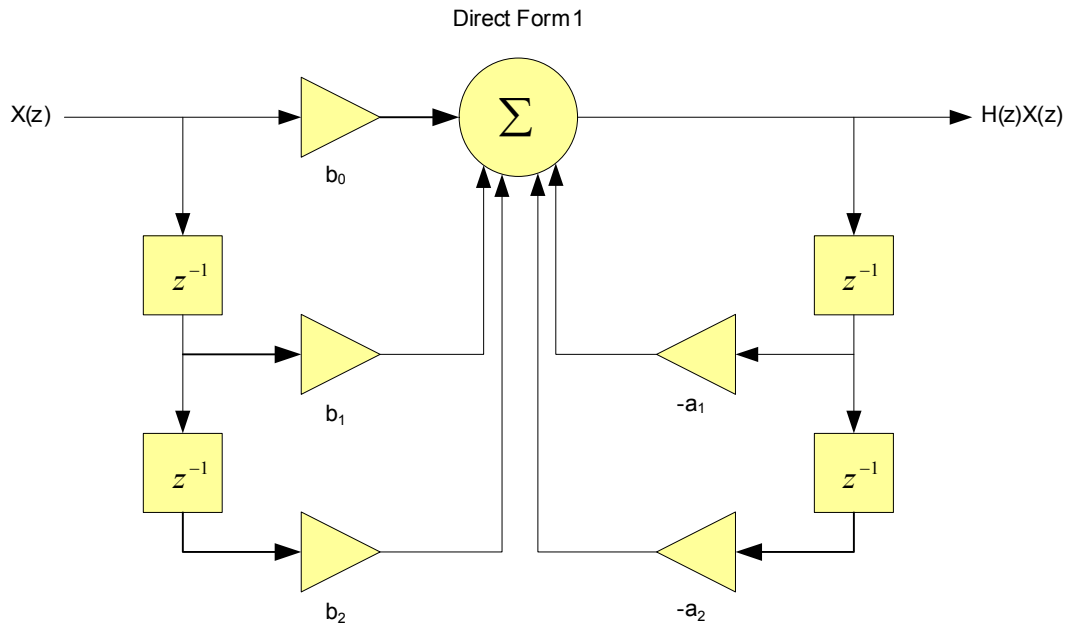 Direct Form 1
X(z)
Σ
H(z)X(z)
b₀
z⁻¹
z⁻¹
b₁
-a₁
z⁻¹
z⁻¹
b₂
-a₂